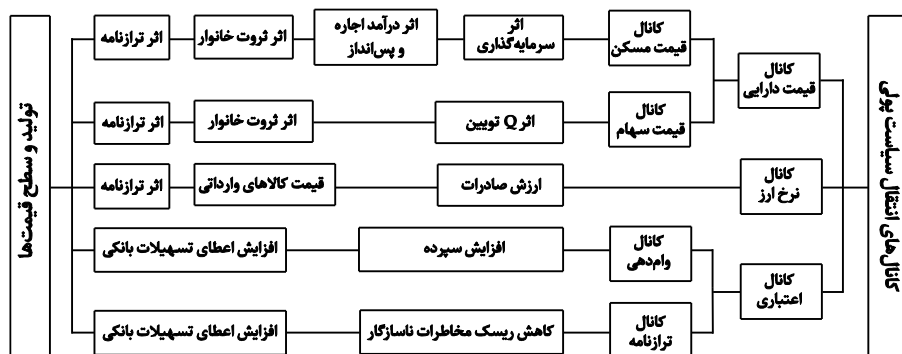 کانال‌های انتقال سیاست پولی
کانال
قیمت دارایی
کانال
قیمت مسکن
اثر
سرمایه‌گذاری
اثر درآمد اجاره
و پس‌انداز
اثر ثروت خانوار
اثر ترازنامه
کانال
قیمت سهام
اثر Q توبین
اثر ثروت خانوار
اثر ترازنامه
کانال
نرخ ارز
ارزش صادرات
قیمت کالاهای وارداتی
اثر ترازنامه
کانال
اعتباری
کانال
وام‌دهی
افزایش سپرده
افزایش اعطای تسهیلات بانکی
کانال
ترازنامه
کاهش ریسک مخاطرات ناسازگار
افزایش اعطای تسهیلات بانکی
تولید و سطح قیمت‌ها